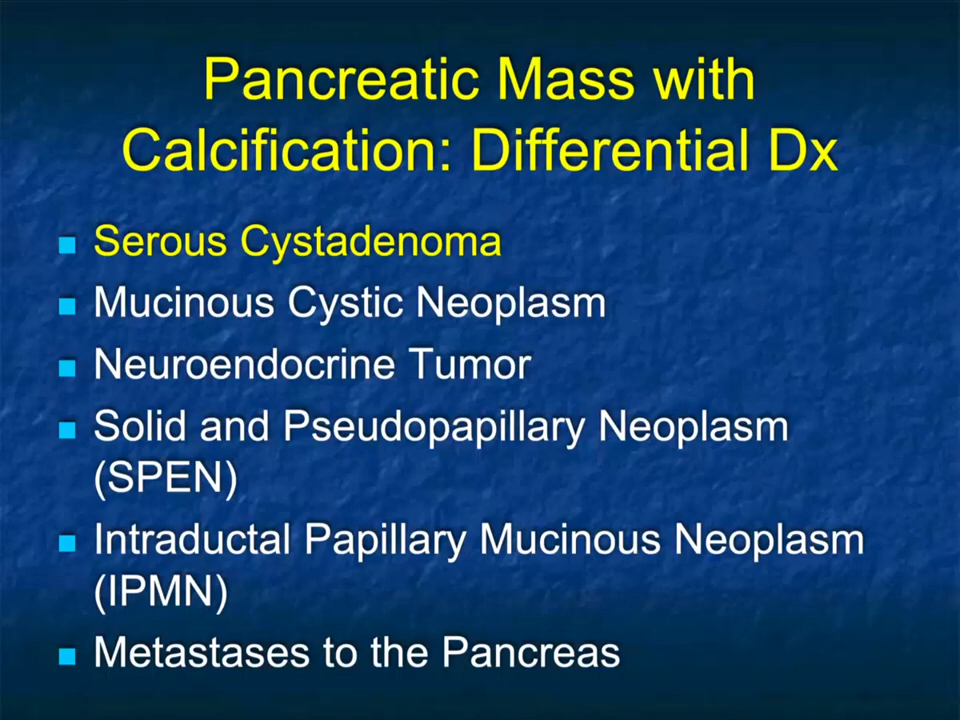 Pancreatic Mass with
Calcification: Differential Dx
Serous Cystadenoma
Mucinous Cystic Neoplasm
Neuroendocrine Tumor
Solid and Pseudopapillary Neoplasm
(SPEN)
Intraductal Papillary Mucinous Neoplasm
(IPMN)
Metastases to the Pancreas